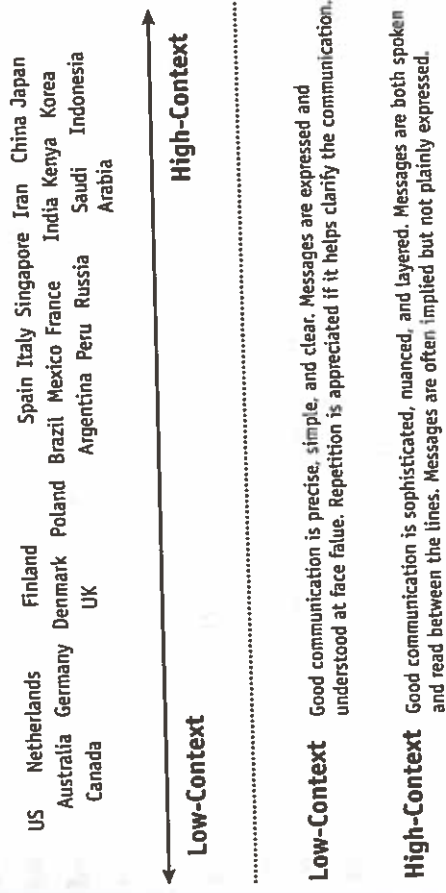 US Netherlands Finland Spain Italy Singapore Iran China Japan
Australia Germany Denmark Poland Brazil Mexico France India Kenya Korea
Canada UK Argentina Peru Russia Saudi Indonesia
Arabia
Low-Context High-Context
Low-Context Good communication is precise, simple, and clear. Messages are expressed and
understood at face falue. Repetition is appreciated if it helps clarify the communication.
High-Context Good communication is sophisticated, nuanced, and layered. Messages are both spoken
and read between the lines. Messages are often implied but not plainly expressed.